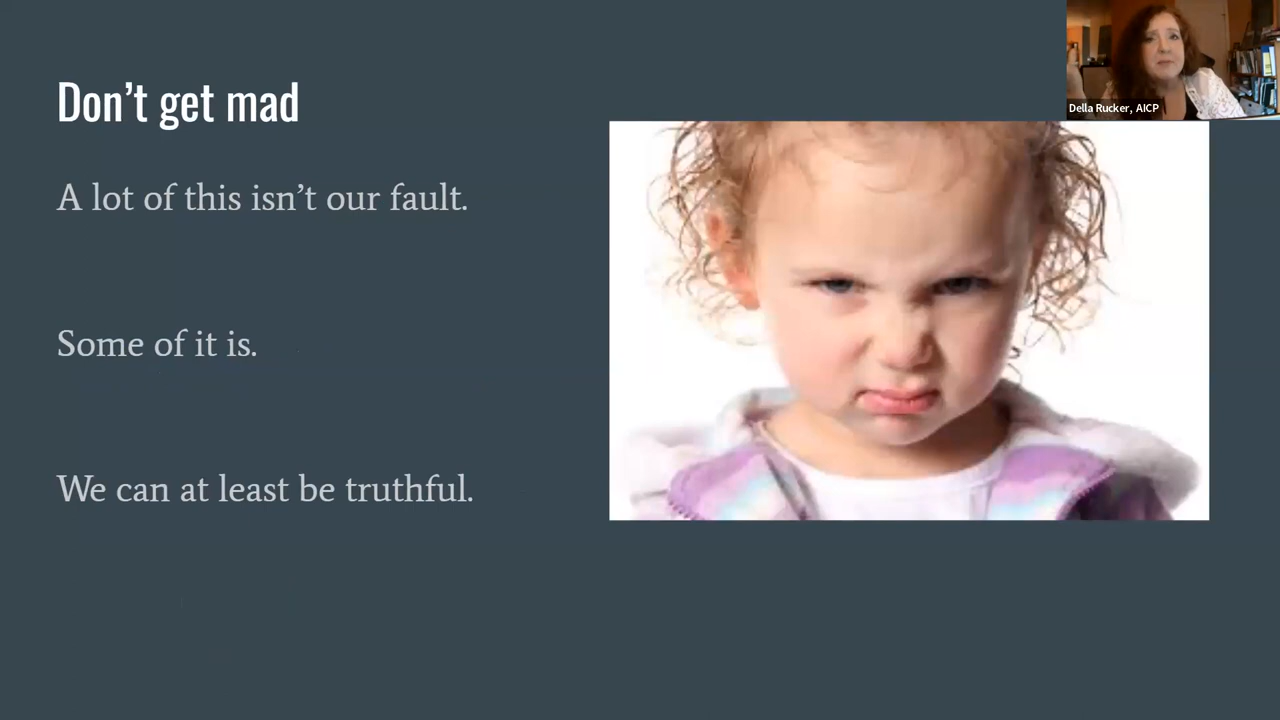 Don’t get mad
Della Rucker, AICP
A lot of this isn’t our fault.
Some of it is.
We can at least be truthful.